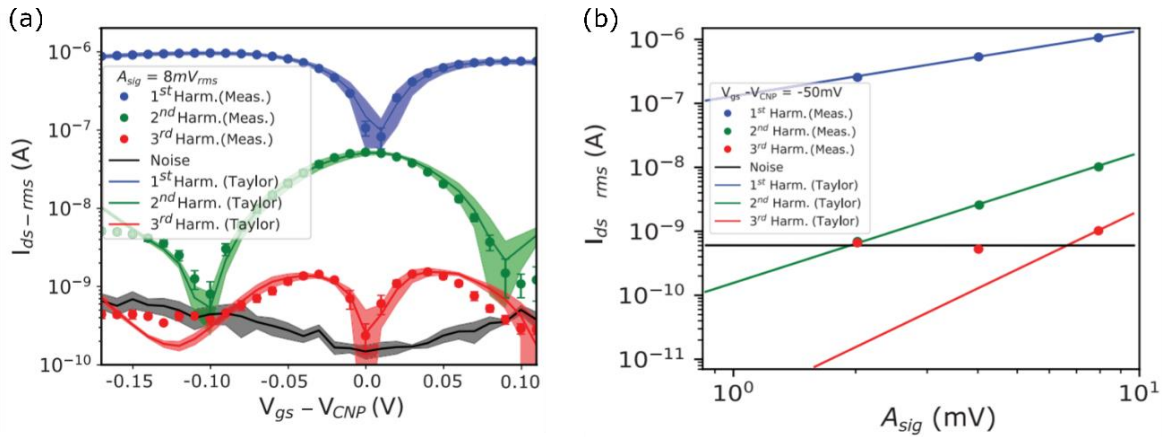 (a)
10⁻⁶
10⁻⁷
10⁻⁸
10⁻⁹
10⁻¹⁰
I_ds−rms (A)
A_sig = 8mV_rms
1ˢᵗ Harm.(Meas.)
2ⁿᵈ Harm.(Meas.)
3ʳᵈ Harm.(Meas.)
Noise
1ˢᵗ Harm. (Taylor)
2ⁿᵈ Harm. (Taylor)
3ʳᵈ Harm. (Taylor)
-0.15 -0.10 -0.05 0.0 0.05 0.10
V_gs − V_CNP (V)
(b)
10⁻⁶
10⁻⁷
10⁻⁸
10⁻⁹
10⁻¹⁰
10⁻¹¹
I_ds rms (A)
V_gs -V_CNP = -50mV
1ˢᵗ Harm. (Meas.)
2ⁿᵈ Harm. (Meas.)
3ʳᵈ Harm. (Meas.)
Noise
1ˢᵗ Harm. (Taylor)
2ⁿᵈ Harm. (Taylor)
3ʳᵈ Harm. (Taylor)
10⁰ 10¹
A_sig (mV)